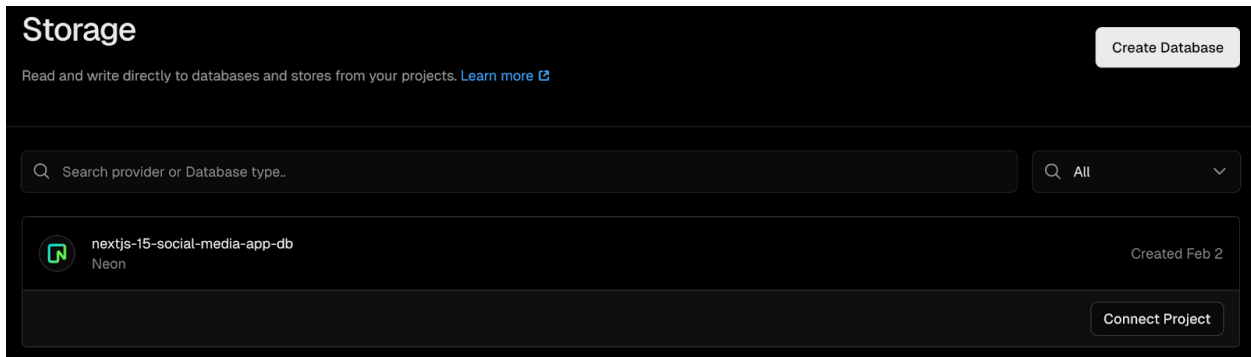 Storage
Create Database
Read and write directly to databases and stores from your projects. Learn more
Search provider or Database type..
All
nextjs-15-social-media-app-db
Neon
Created Feb 2
Connect Project